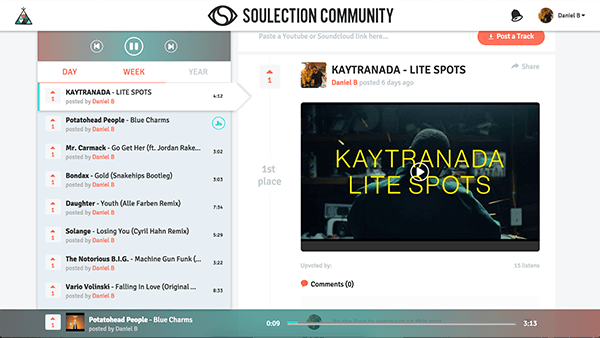 SOULECTION COMMUNITY
Daniel B
Paste a Youtube or Soundcloud link here...
Post a Track
DAY WEEK YEAR
1 KAYTRANADA - LITE SPOTS 4:12
posted by Daniel B
1 Potatohead People - Blue Charms
posted by Daniel B
1 Mr. Carmack - Go Get Her (ft. Jordan Rake... 3:02
posted by Daniel B
1 Bondax - Gold (Snakehips Bootleg) 3:03
posted by Daniel B
1 Daughter - Youth (Alle Farben Remix) 7:34
posted by Daniel B
1 Solange - Losing You (Cyril Hahn Remix) 5:29
posted by Daniel B
1 The Notorious B.I.G. - Machine Gun Funk (... 3:22
posted by Daniel B
1 Vario Volinski - Falling In Love (Original ... 8:33
posted by Daniel B
1
1st
place
KAYTRANADA - LITE SPOTS
Share
Daniel B posted 6 days ago
KAYTRANADA
LITE SPOTS
Upvoted by: 15 listens
Comments (0)
1 Potatohead People - Blue Charms
posted by Daniel B
0:09 3:13